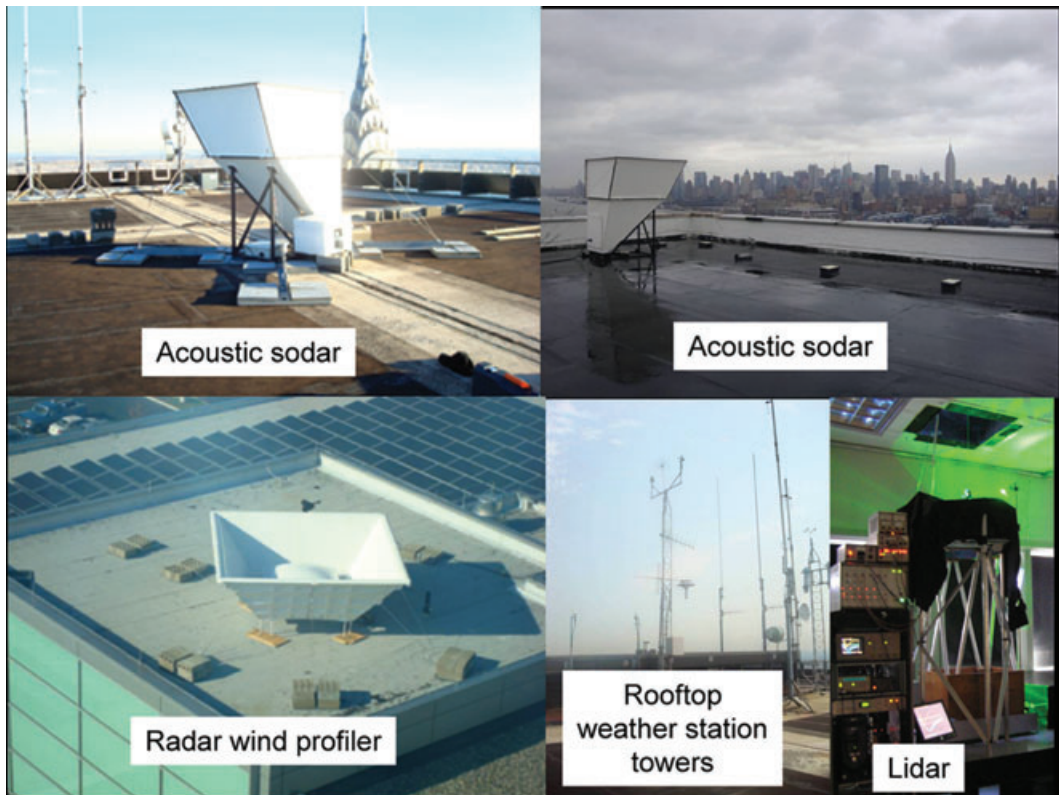 Acoustic sodar
Acoustic sodar
Radar wind profiler
Rooftop
weather station
towers
Lidar